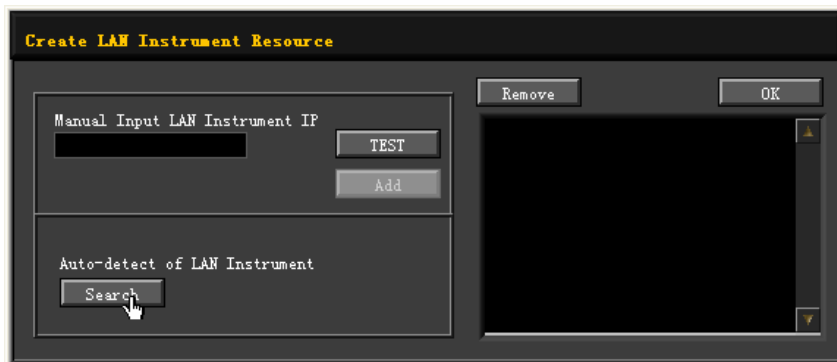 Create LAN Instrument Resource
Remove
OK
Manual Input LAN Instrument IP
TEST
Add
Auto-detect of LAN Instrument
Search